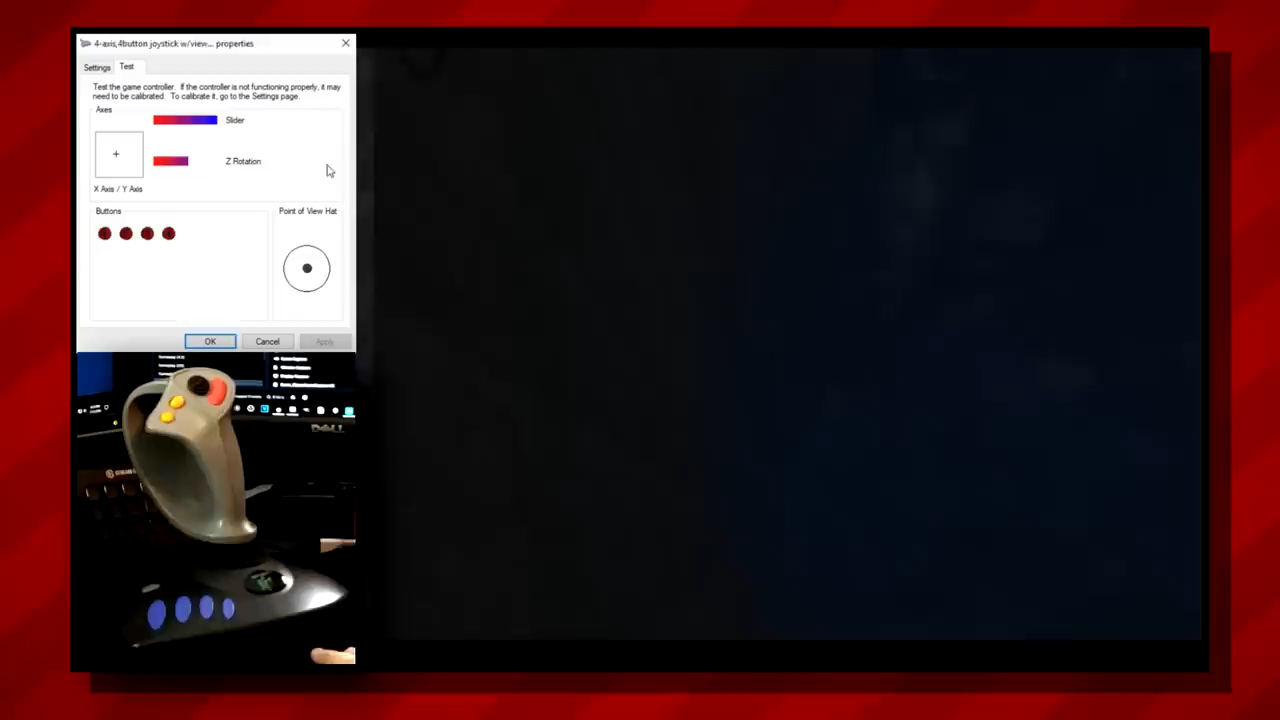 4-axis,4button joystick w/view... properties
Settings
Test
Test the game controller. If the controller is not functioning properly, it may
need to be calibrated. To calibrate it, go to the Settings page.
Axes
Slider
Z Rotation
X Axis / Y Axis
Buttons
Point of View Hat
OK
Cancel
Apply
DELL